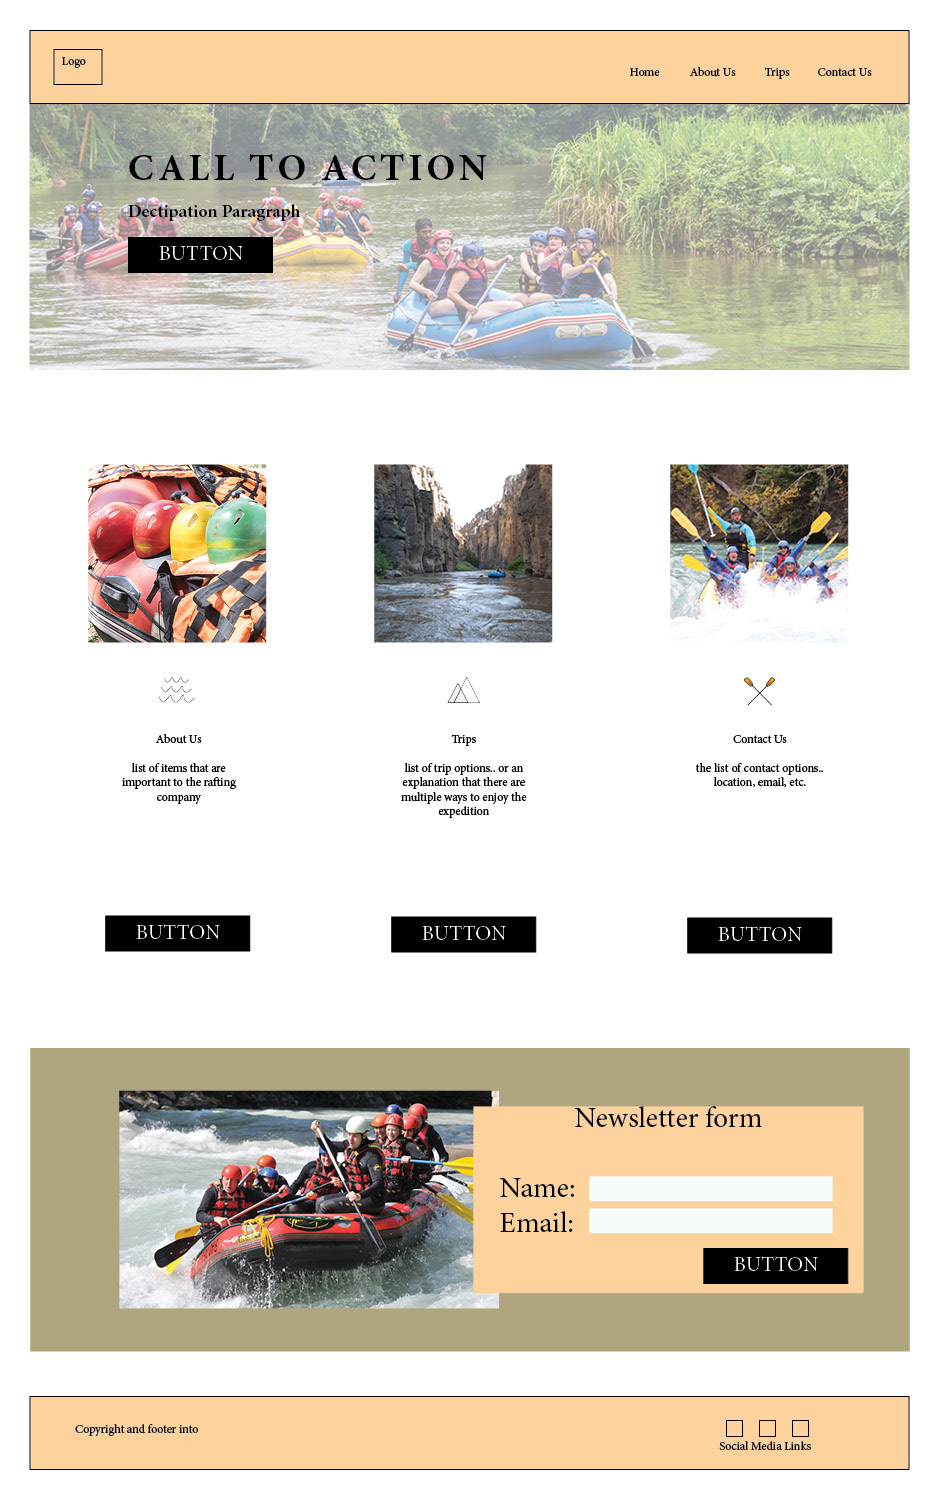 Logo
Home About Us Trips Contact Us
CALL TO ACTION
Dectipation Paragraph
BUTTON
About Us
list of items that are
important to the rafting
company
BUTTON
Trips
list of trip options.. or an
explanation that there are
multiple ways to enjoy the
expedition
BUTTON
Contact Us
the list of contact options..
location, email, etc.
BUTTON
Newsletter form
Name:
Email:
BUTTON
Copyright and footer into
Social Media Links